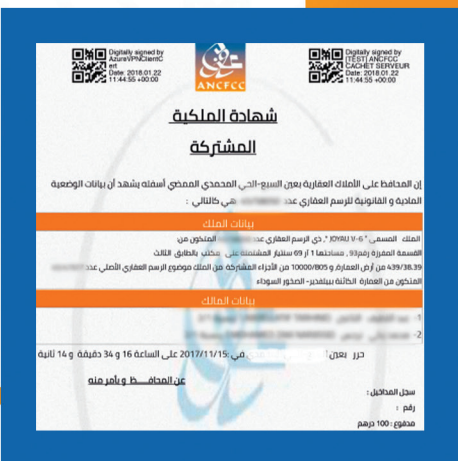 Digitally signed by
AzureVPNClientC
ert
Date: 2018.01.22
11:44:55 +00:00
ANCFCC
Digitally signed by
[TEST] ANCFCC
CACHET SERVEUR
Date: 2018.01.22
11:44:55 +00:00
شهادة الملكية
المشتركة
إن المحافظ على الأملاك العقارية بعين السبع-الحي المحمدي الممضي أسفله يشهد أن بيانات الوضعية
المادية و القانونية للرسم العقاري عدد هي كالتالي :
بيانات الملك
الملك المسمى " JOYAU V-6 "، ذي الرسم العقاري عدد المتكون من:
القسمة المفرزة رقم93 , مساحتها 1 آر 69 سنتيار المشتملة على مكتب بالطابق الثالث
439/38.39 من أرض العمارة, و 10000/805 من الأجزاء المشتركة من الملك موضوع الرسم العقاري الأصلي عدد
المتكون من العمارة الكائنة ببيلفدير- الصخور السوداء
بيانات المالك
1-
2-
حرر بعين في :2017/11/15 على الساعة 16 و 34 دقيقة و 14 ثانية
عن المحافـــظ و بأمر منه
سجل المداخيل :
رقم :
مدفوع : 100 درهم